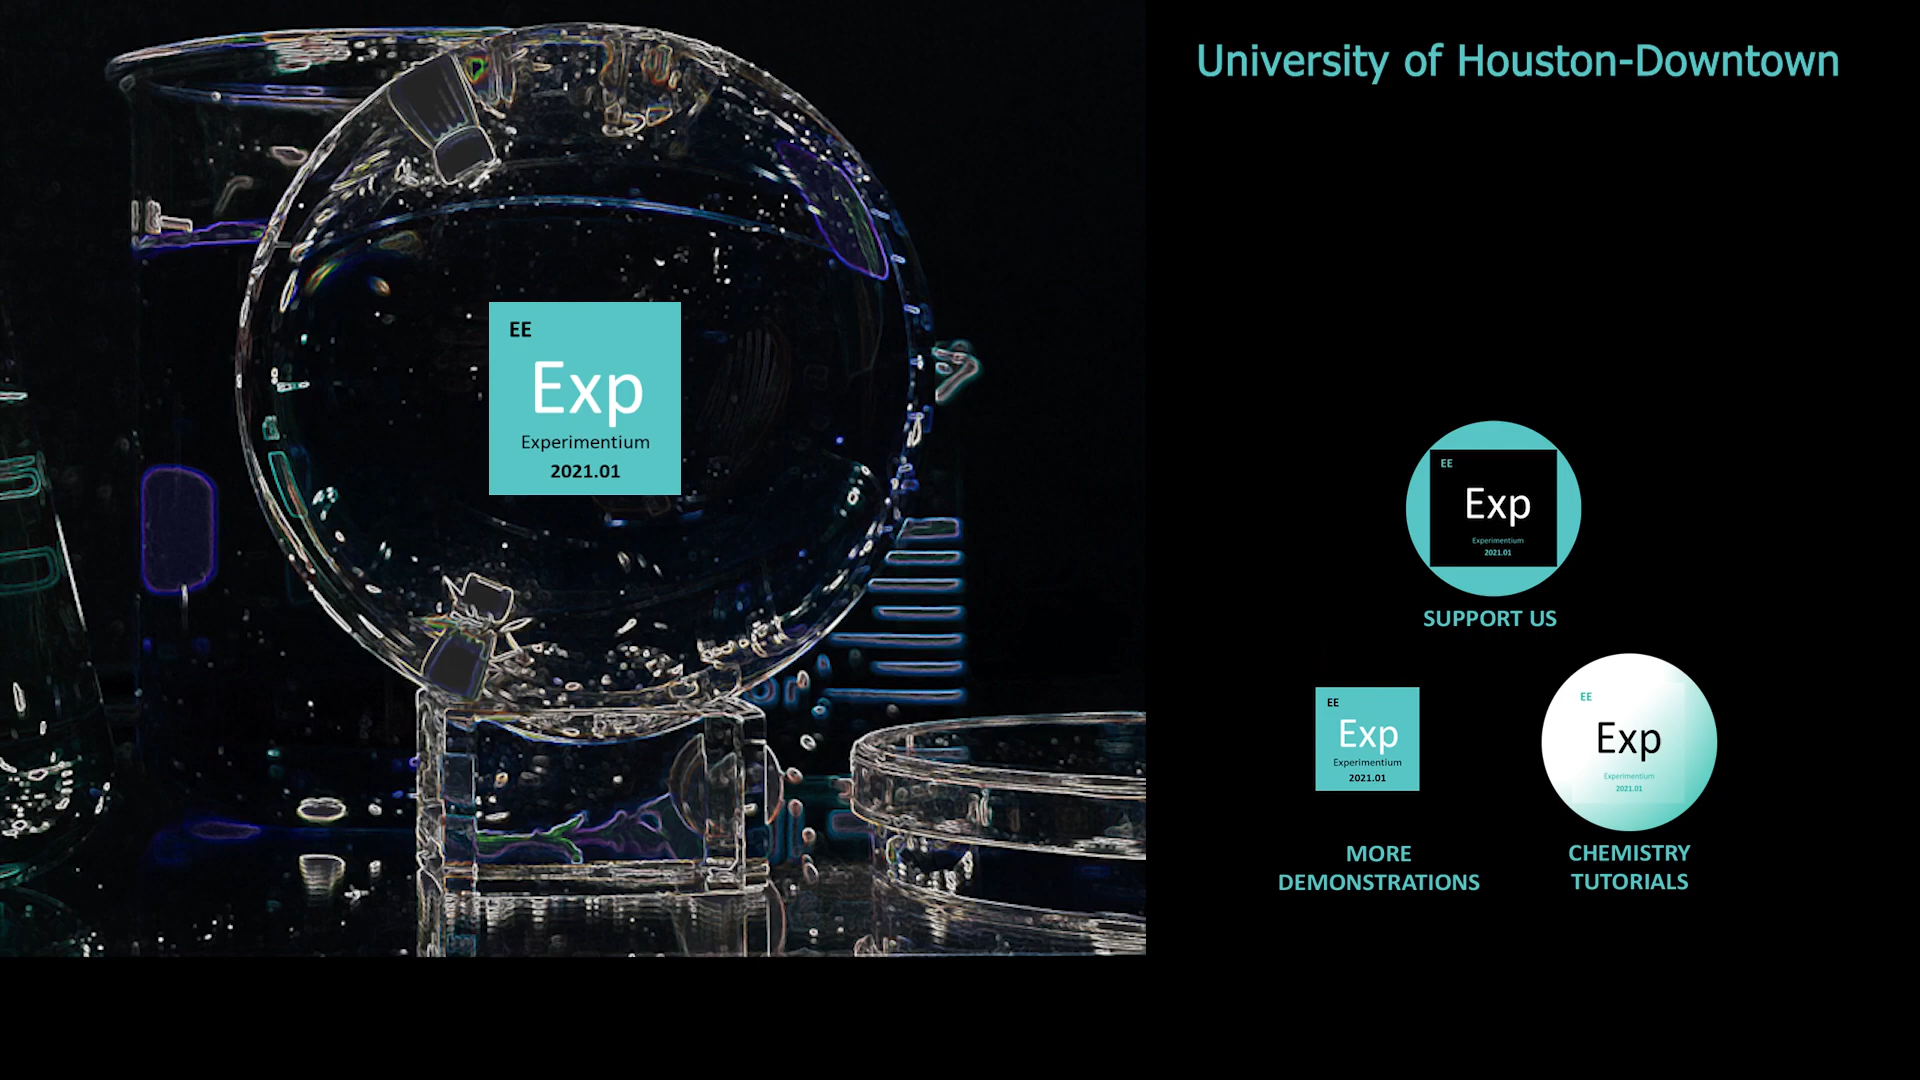 University of Houston-Downtown
EE
Exp
Experimentium
2021.01
EE
Exp
Experimentium
2021.01
SUPPORT US
EE
Exp
Experimentium
2021.01
MORE
DEMONSTRATIONS
EE
Exp
Experimentium
2021.01
CHEMISTRY
TUTORIALS